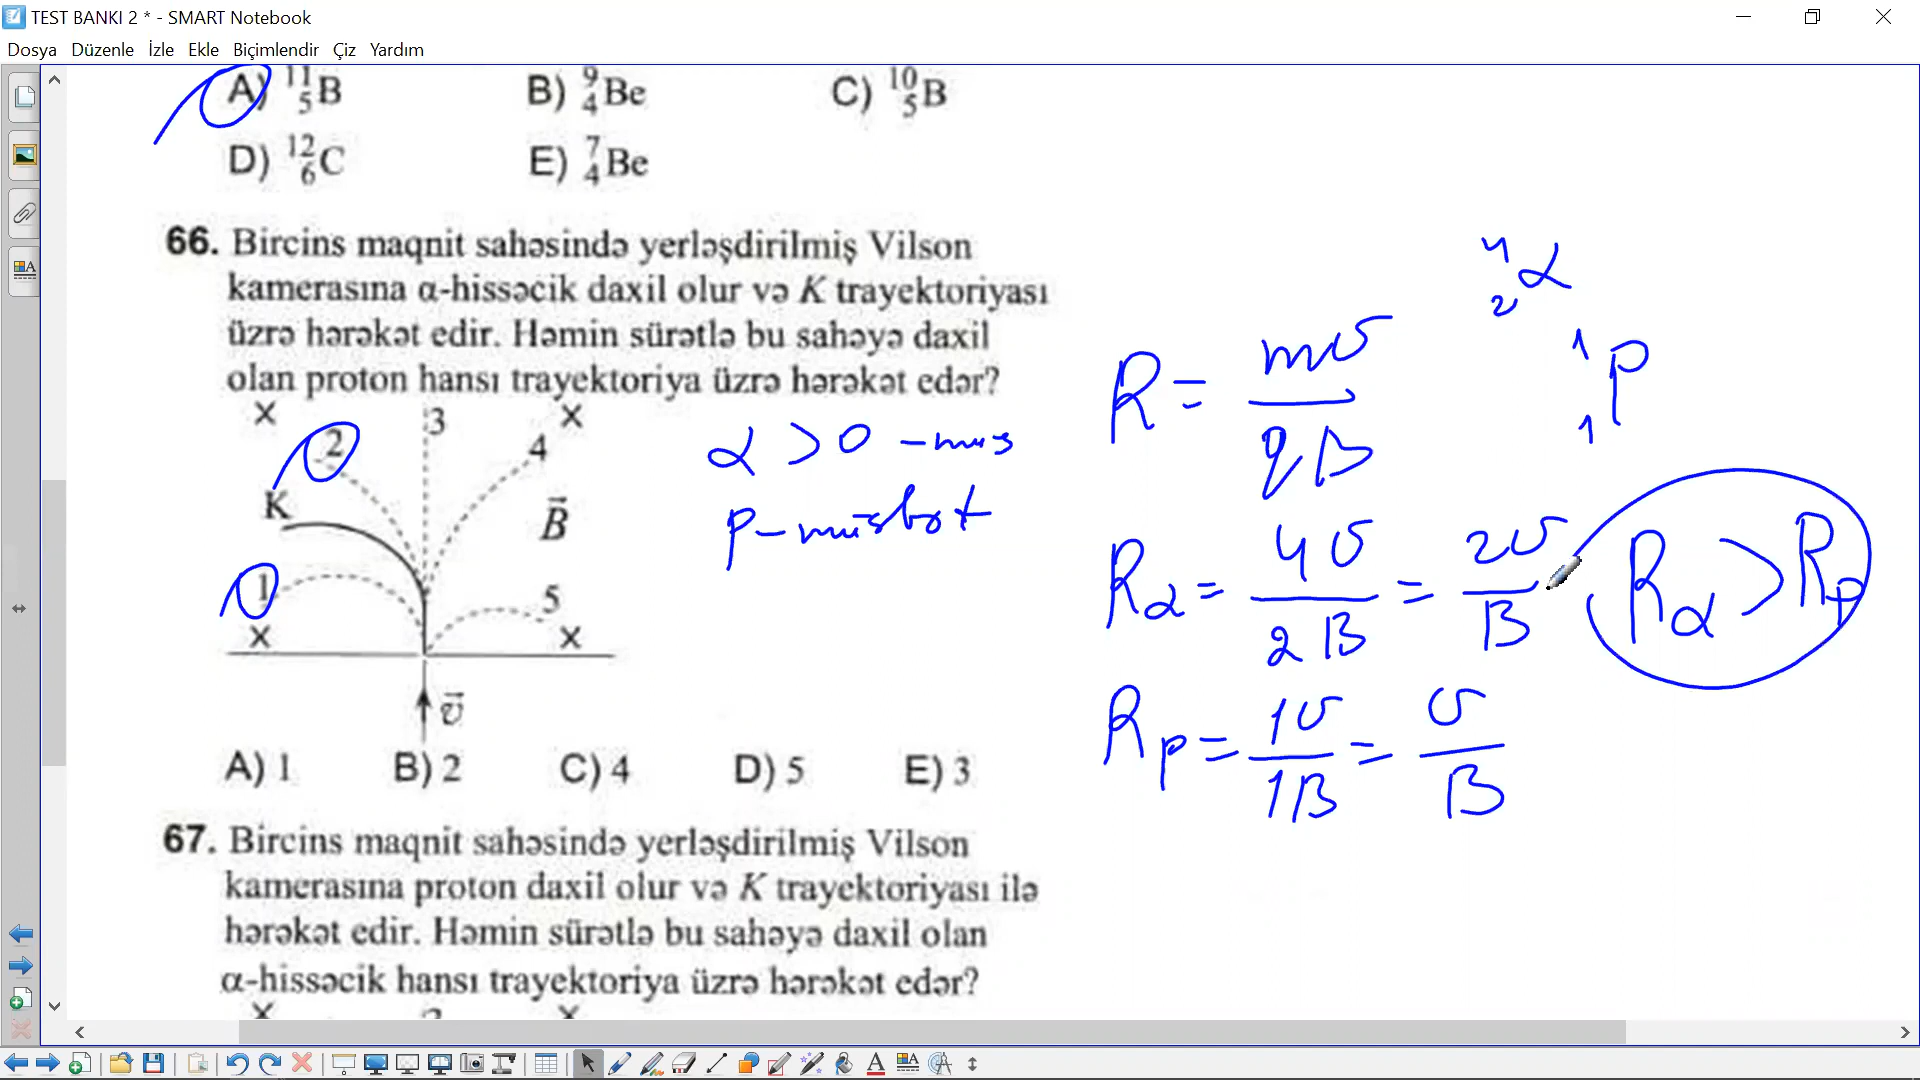 TEST BANKI 2 * - SMART Notebook
Dosya Düzenle İzle Ekle Biçimlendir Çiz Yardım
A) ¹¹₅B B) ⁹₄Be C) ¹⁰₅B
D) ¹²₆C E) ⁷₄Be
66. Bircins maqnit sahəsində yerləşdirilmiş Vilson
kamerasına α-hissəcik daxil olur və K trayektoriyası
üzrə hərəkət edir. Həmin sürətlə bu sahəyə daxil
olan proton hansı trayektoriya üzrə hərəkət edər?
X 3 X
2 4
K B⃗
1 5
X X
v⃗
A) 1 B) 2 C) 4 D) 5 E) 3
α > 0 - müs
p - müsbət
⁴₂α
¹₁p
R = mυ / qB
Rα = 4υ / 2B = 2υ / B
Rα > Rp
Rp = 1υ / 1B = υ / B
67. Bircins maqnit sahəsində yerləşdirilmiş Vilson
kamerasına proton daxil olur və K trayektoriyası ilə
hərəkət edir. Həmin sürətlə bu sahəyə daxil olan
α-hissəcik hansı trayektoriya üzrə hərəkət edər?
X X